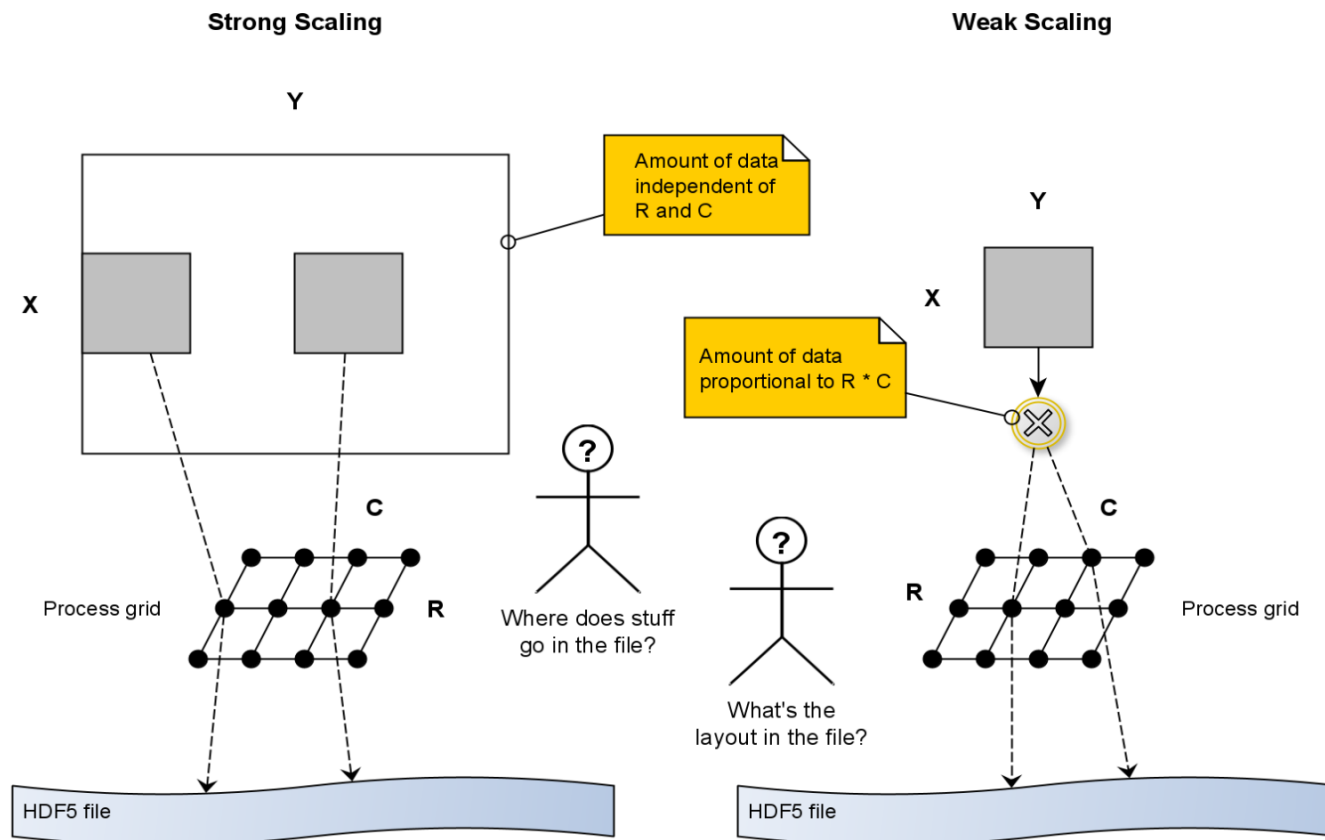 Strong Scaling
Weak Scaling
Y
Amount of data
independent of
R and C
X
Y
X
Amount of data
proportional to R * C
?
C
Process grid
R
Where does stuff
go in the file?
?
What's the
layout in the file?
C
R
Process grid
HDF5 file
HDF5 file